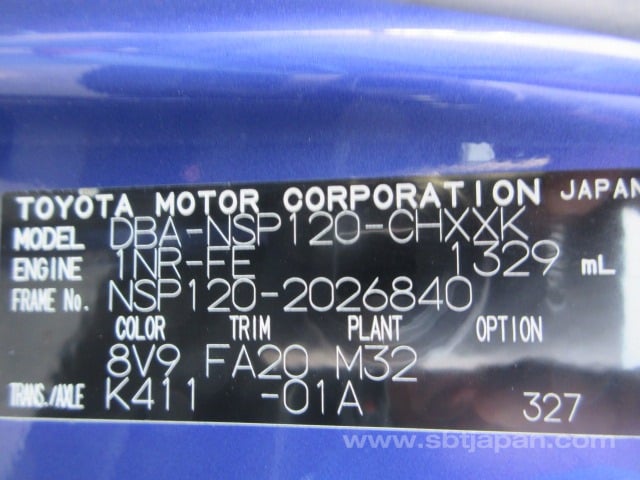 TOYOTA MOTOR CORPORATION JAPAN
MODEL DBA-NSP120-CHXXK
ENGINE 1NR-FE 1329 mL
FRAME No. NSP120-2026840
COLOR TRIM PLANT OPTION
8V9 FA20 M32
TRANS./AXLE K411 -01A 327
www.sbtjapan.com